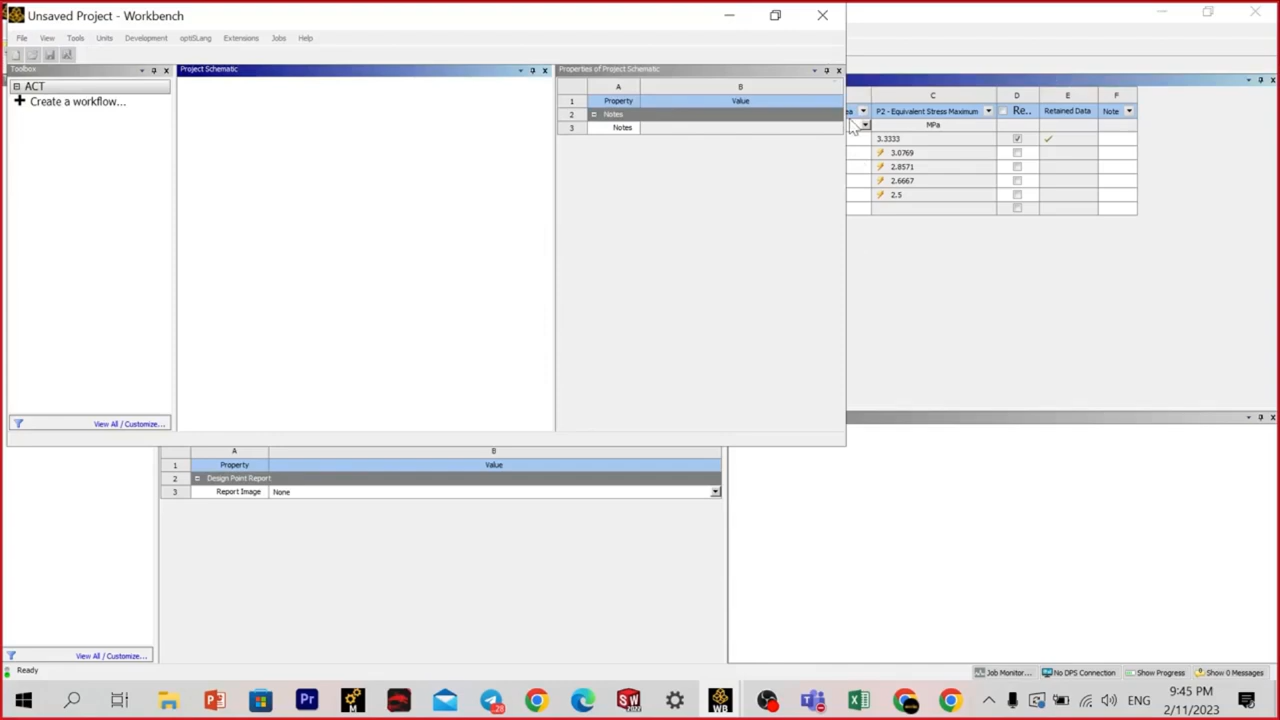 Unsaved Project - Workbench
File View Tools Units Development optiSLang Extensions Jobs Help
Toolbox
ACT
Create a workflow...
View All / Customize...
Project Schematic
Properties of Project Schematic
A B
1 Property Value
2 Notes
3 Notes
C D E F
ea P2 - Equivalent Stress Maximum Re.. Retained Data Note
MPa
3.3333
3.0769
2.8571
2.6667
2.5
A B
1 Property Value
2 Design Point Report
3 Report Image None
View All / Customize...
Ready
Job Monitor... No DPS Connection Show Progress Show 0 Messages
28
ENG
9:45 PM
2/11/2023